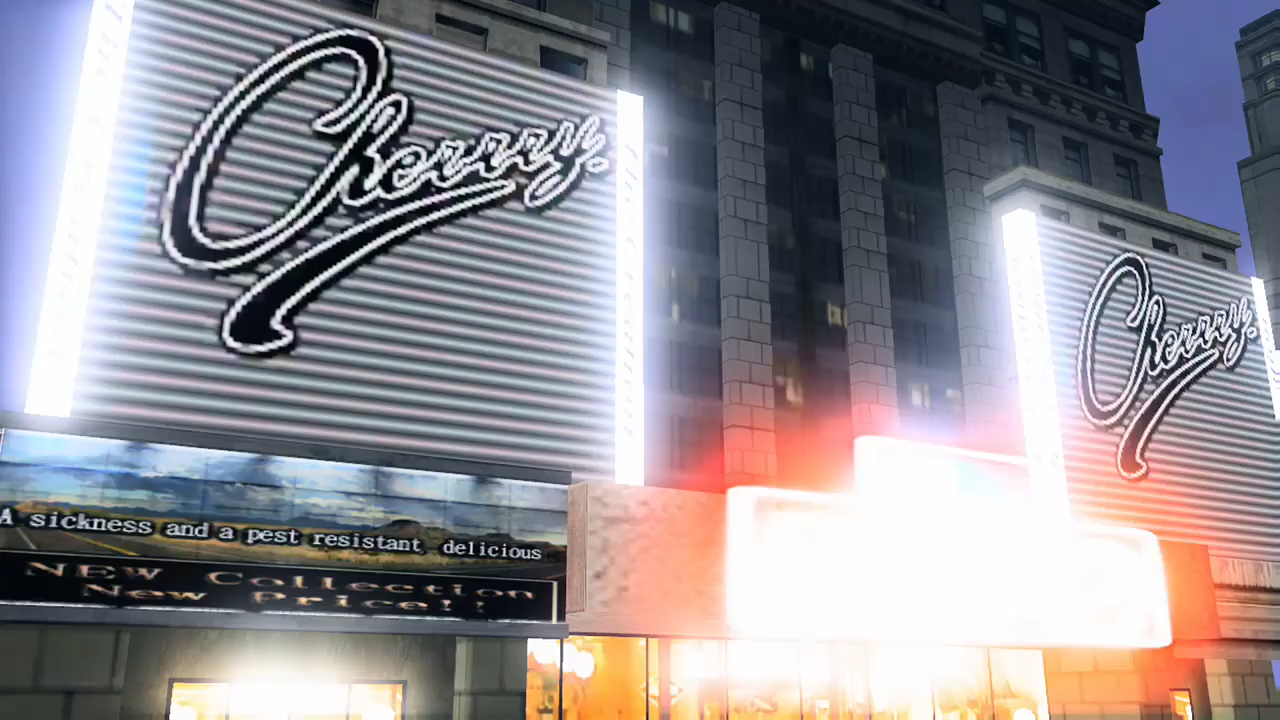 Cherry.
Cherry.
A sickness and a pest resistant, delicious
NEW Collection
New Price!!